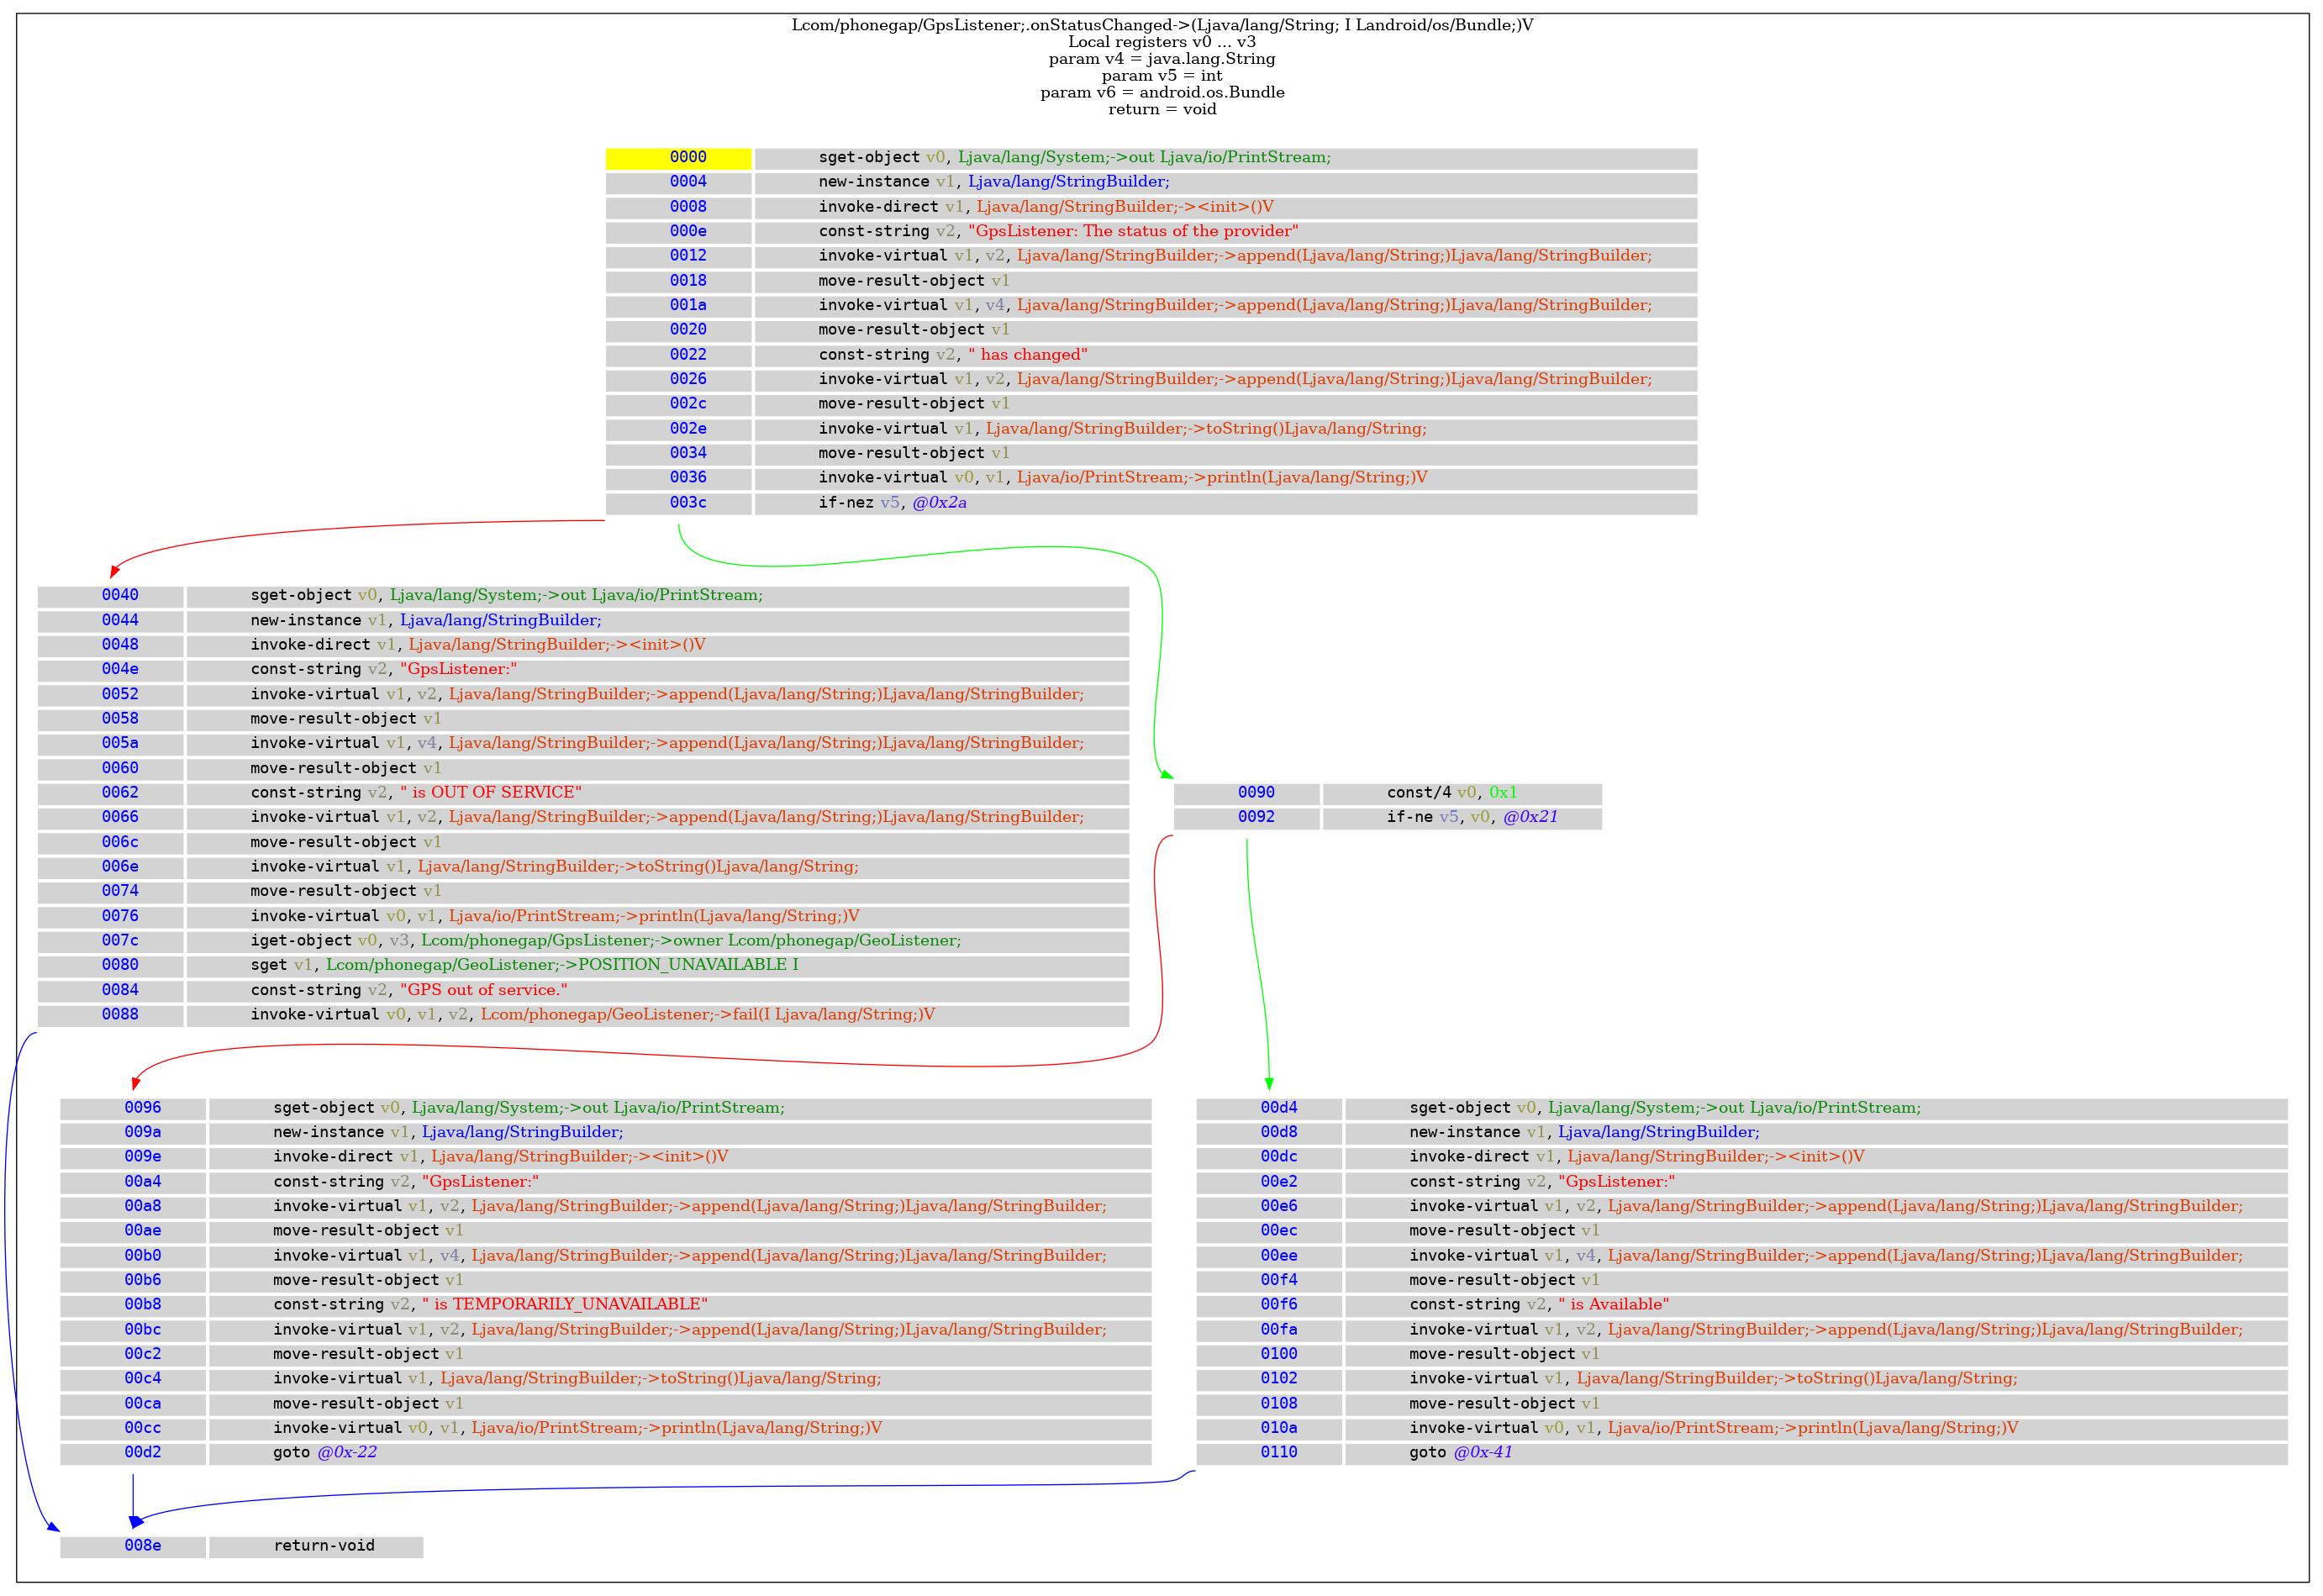 Lcom/phonegap/GpsListener;.onStatusChanged->(Ljava/lang/String; I Landroid/os/Bundle;)V
Local registers v0 ... v3
param v4 = java.lang.String
param v5 = int
param v6 = android.os.Bundle
return = void
0000 sget-object v0, Ljava/lang/System;->out Ljava/io/PrintStream;
0004 new-instance v1, Ljava/lang/StringBuilder;
0008 invoke-direct v1, Ljava/lang/StringBuilder;-><init>()V
000e const-string v2, "GpsListener: The status of the provider"
0012 invoke-virtual v1, v2, Ljava/lang/StringBuilder;->append(Ljava/lang/String;)Ljava/lang/StringBuilder;
0018 move-result-object v1
001a invoke-virtual v1, v4, Ljava/lang/StringBuilder;->append(Ljava/lang/String;)Ljava/lang/StringBuilder;
0020 move-result-object v1
0022 const-string v2, " has changed"
0026 invoke-virtual v1, v2, Ljava/lang/StringBuilder;->append(Ljava/lang/String;)Ljava/lang/StringBuilder;
002c move-result-object v1
002e invoke-virtual v1, Ljava/lang/StringBuilder;->toString()Ljava/lang/String;
0034 move-result-object v1
0036 invoke-virtual v0, v1, Ljava/io/PrintStream;->println(Ljava/lang/String;)V
003c if-nez v5, @0x2a
0040 sget-object v0, Ljava/lang/System;->out Ljava/io/PrintStream;
0044 new-instance v1, Ljava/lang/StringBuilder;
0048 invoke-direct v1, Ljava/lang/StringBuilder;-><init>()V
004e const-string v2, "GpsListener:"
0052 invoke-virtual v1, v2, Ljava/lang/StringBuilder;->append(Ljava/lang/String;)Ljava/lang/StringBuilder;
0058 move-result-object v1
005a invoke-virtual v1, v4, Ljava/lang/StringBuilder;->append(Ljava/lang/String;)Ljava/lang/StringBuilder;
0060 move-result-object v1
0062 const-string v2, " is OUT OF SERVICE"
0066 invoke-virtual v1, v2, Ljava/lang/StringBuilder;->append(Ljava/lang/String;)Ljava/lang/StringBuilder;
006c move-result-object v1
006e invoke-virtual v1, Ljava/lang/StringBuilder;->toString()Ljava/lang/String;
0074 move-result-object v1
0076 invoke-virtual v0, v1, Ljava/io/PrintStream;->println(Ljava/lang/String;)V
007c iget-object v0, v3, Lcom/phonegap/GpsListener;->owner Lcom/phonegap/GeoListener;
0080 sget v1, Lcom/phonegap/GeoListener;->POSITION_UNAVAILABLE I
0084 const-string v2, "GPS out of service."
0088 invoke-virtual v0, v1, v2, Lcom/phonegap/GeoListener;->fail(I Ljava/lang/String;)V
0090 const/4 v0, 0x1
0092 if-ne v5, v0, @0x21
0096 sget-object v0, Ljava/lang/System;->out Ljava/io/PrintStream;
009a new-instance v1, Ljava/lang/StringBuilder;
009e invoke-direct v1, Ljava/lang/StringBuilder;-><init>()V
00a4 const-string v2, "GpsListener:"
00a8 invoke-virtual v1, v2, Ljava/lang/StringBuilder;->append(Ljava/lang/String;)Ljava/lang/StringBuilder;
00ae move-result-object v1
00b0 invoke-virtual v1, v4, Ljava/lang/StringBuilder;->append(Ljava/lang/String;)Ljava/lang/StringBuilder;
00b6 move-result-object v1
00b8 const-string v2, " is TEMPORARILY_UNAVAILABLE"
00bc invoke-virtual v1, v2, Ljava/lang/StringBuilder;->append(Ljava/lang/String;)Ljava/lang/StringBuilder;
00c2 move-result-object v1
00c4 invoke-virtual v1, Ljava/lang/StringBuilder;->toString()Ljava/lang/String;
00ca move-result-object v1
00cc invoke-virtual v0, v1, Ljava/io/PrintStream;->println(Ljava/lang/String;)V
00d2 goto @0x-22
00d4 sget-object v0, Ljava/lang/System;->out Ljava/io/PrintStream;
00d8 new-instance v1, Ljava/lang/StringBuilder;
00dc invoke-direct v1, Ljava/lang/StringBuilder;-><init>()V
00e2 const-string v2, "GpsListener:"
00e6 invoke-virtual v1, v2, Ljava/lang/StringBuilder;->append(Ljava/lang/String;)Ljava/lang/StringBuilder;
00ec move-result-object v1
00ee invoke-virtual v1, v4, Ljava/lang/StringBuilder;->append(Ljava/lang/String;)Ljava/lang/StringBuilder;
00f4 move-result-object v1
00f6 const-string v2, " is Available"
00fa invoke-virtual v1, v2, Ljava/lang/StringBuilder;->append(Ljava/lang/String;)Ljava/lang/StringBuilder;
0100 move-result-object v1
0102 invoke-virtual v1, Ljava/lang/StringBuilder;->toString()Ljava/lang/String;
0108 move-result-object v1
010a invoke-virtual v0, v1, Ljava/io/PrintStream;->println(Ljava/lang/String;)V
0110 goto @0x-41
008e return-void